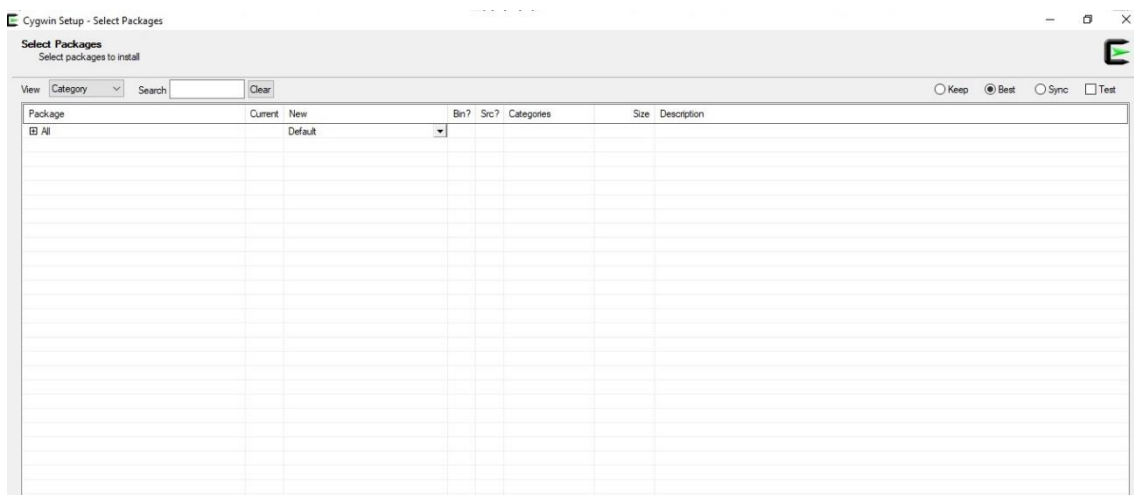 Cygwin Setup - Select Packages
Select Packages
Select packages to install
View Category Search Clear Keep Best Sync Test
Package Current New Bin? Src? Categories Size Description
All Default